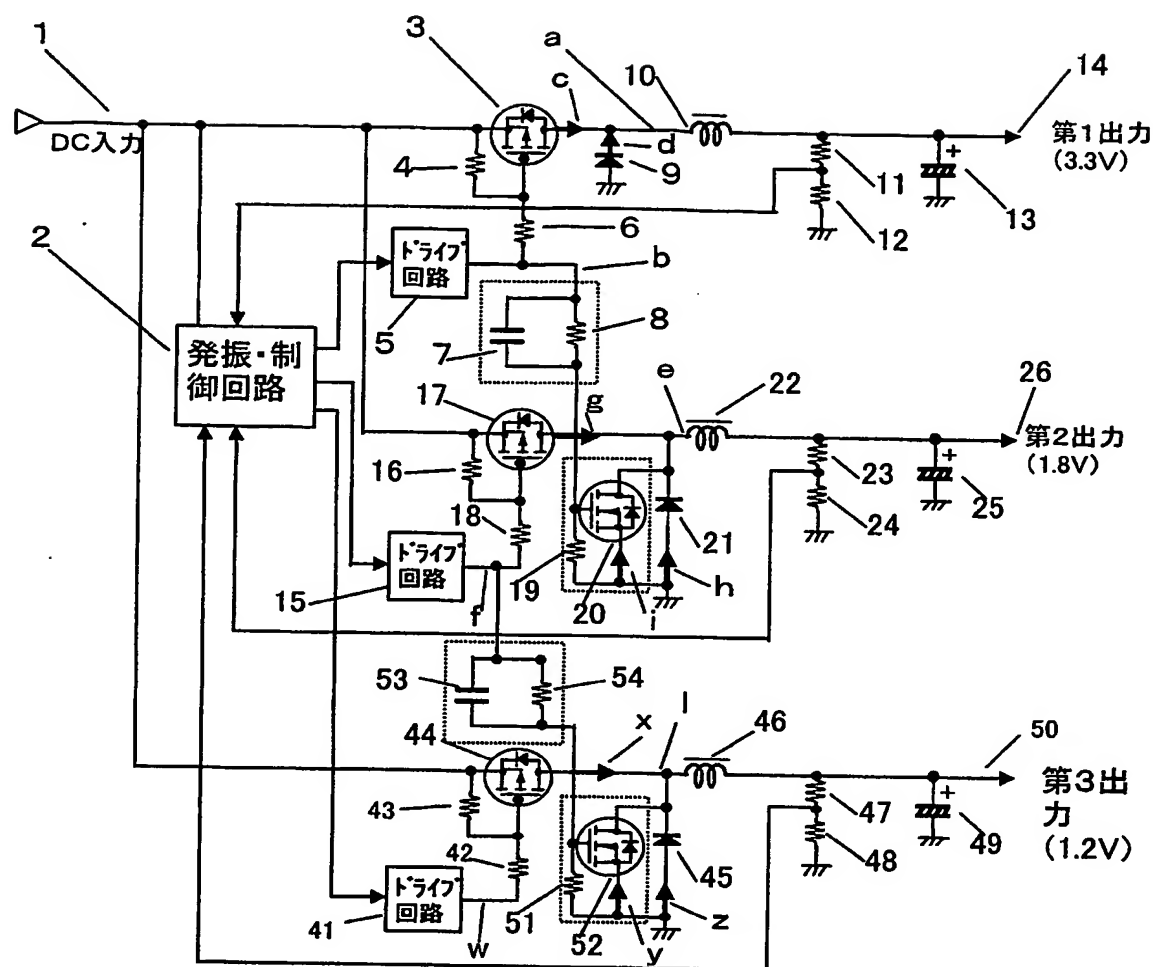 1
3
a
c
10
14
DC入力
d
9
4
第1出力
(3.3V)
+
11
13
12
6
2
ドライブ
回路
b
5
7
8
発振・制
御回路
17
g
e
22
26
第2出力
(1.8V)
+
16
23
25
24
18
21
ドライブ
回路
15
f
19
20
i
h
53
54
44
x
l
46
50
第3出
力
(1.2V)
+
43
47
49
48
42
45
ドライブ
回路
41
w
51
52
y
z